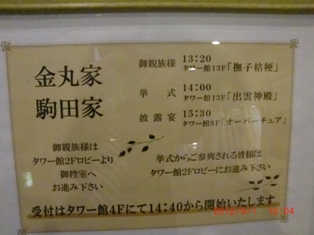 金丸家
駒田家
御親族様 13:20
タワー館13F「撫子桔梗」
挙 式 14:00
タワー館13F「出雲神殿」
披露宴 15:30
タワー館8F「オーバーチュア」
御親族様は
タワー館2Fロビーより
御控室へ
お進み下さい
挙式からご参列される皆様は
タワー館2Fロビーにお進み下さい
受付はタワー館4Fにて14:40から開始いたします
12:04